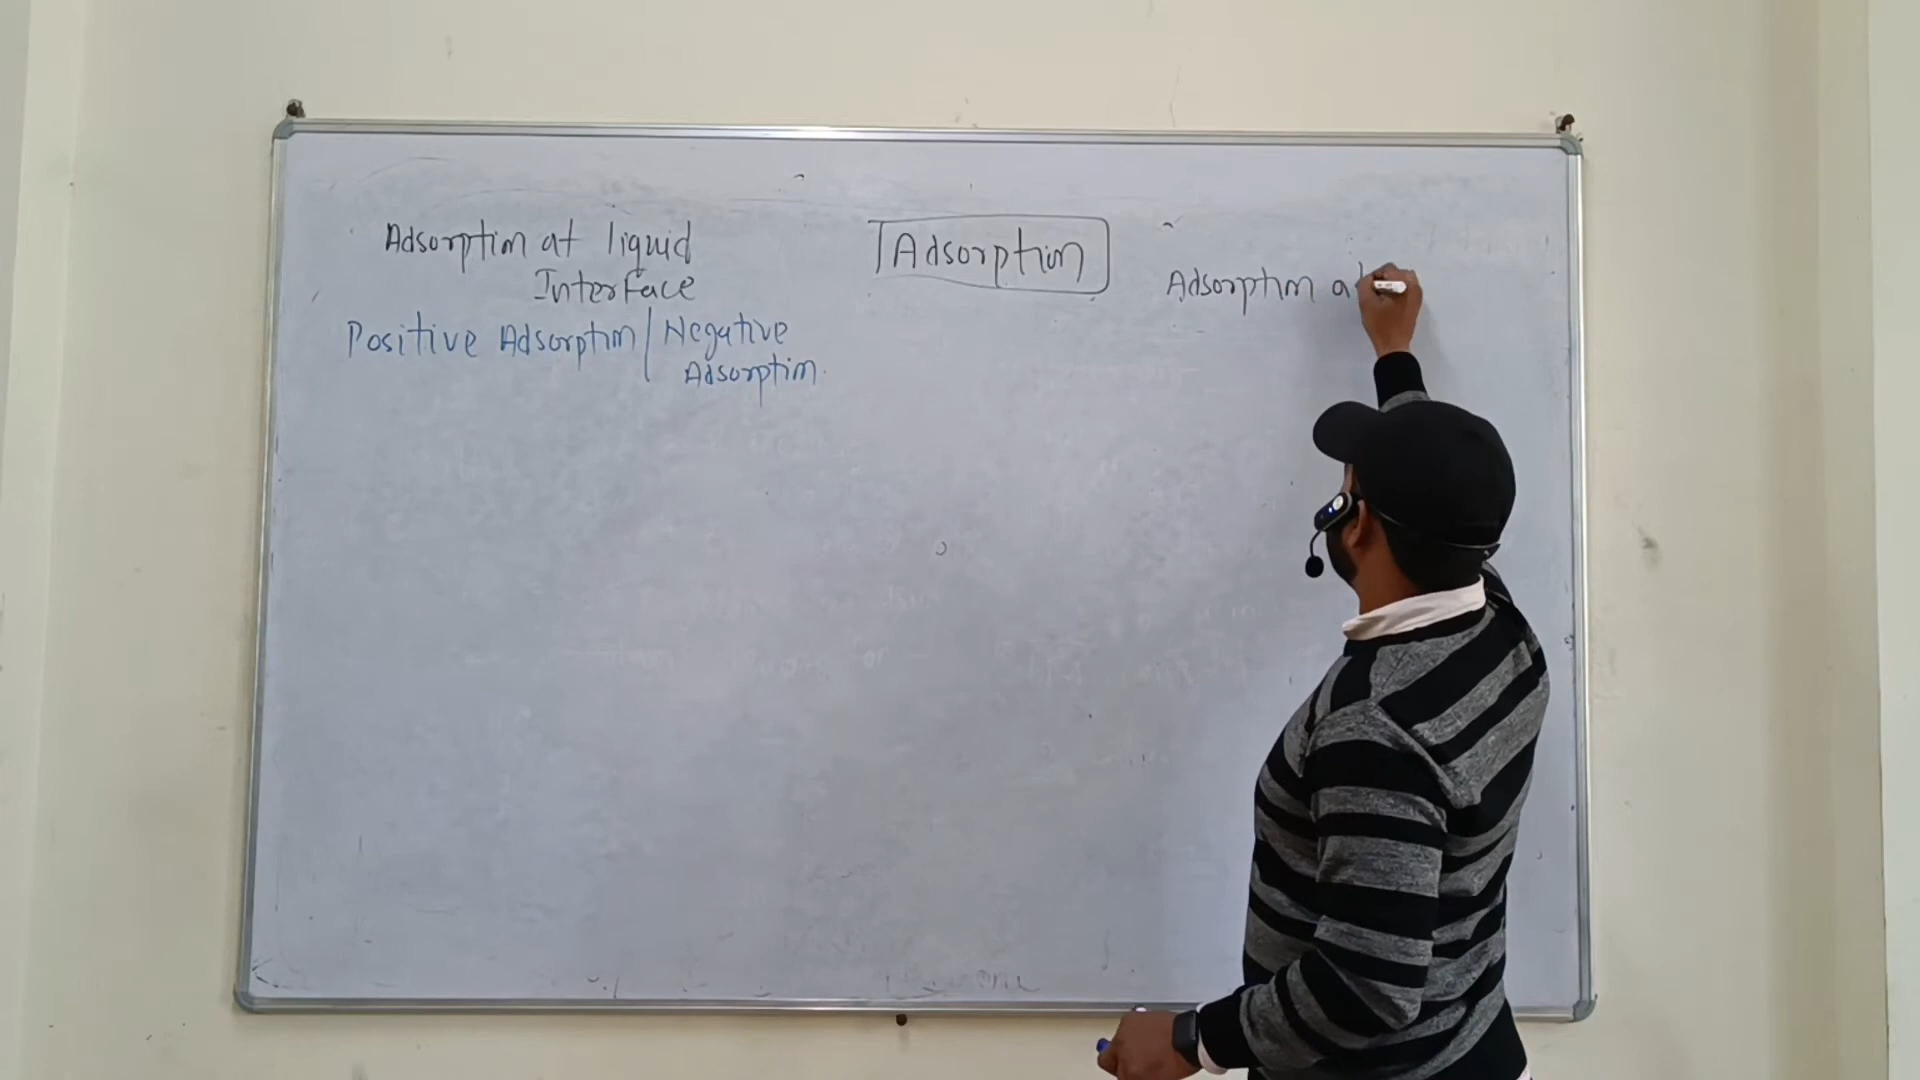 Adsorption at liquid
Interface
Positive Adsorption / Negative
Adsorption.
Adsorption
Adsorption at